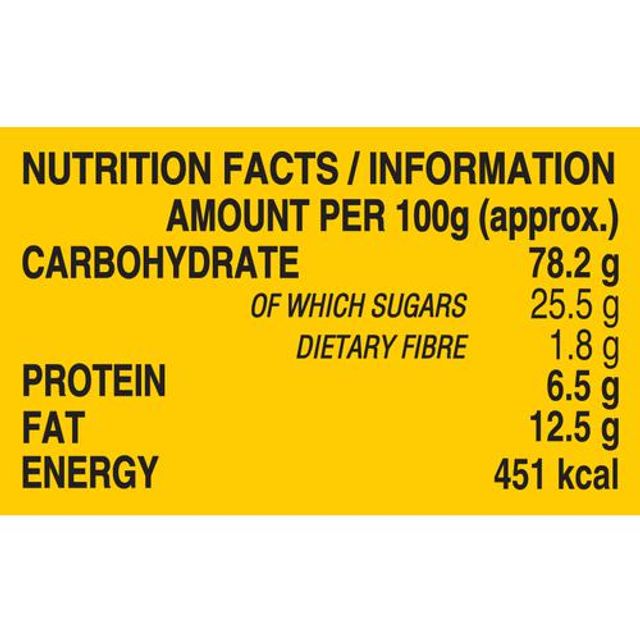 NUTRITION FACTS / INFORMATION
AMOUNT PER 100g (approx.)
CARBOHYDRATE 78.2 g
OF WHICH SUGARS 25.5 g
DIETARY FIBRE 1.8 g
PROTEIN 6.5 g
FAT 12.5 g
ENERGY 451 kcal